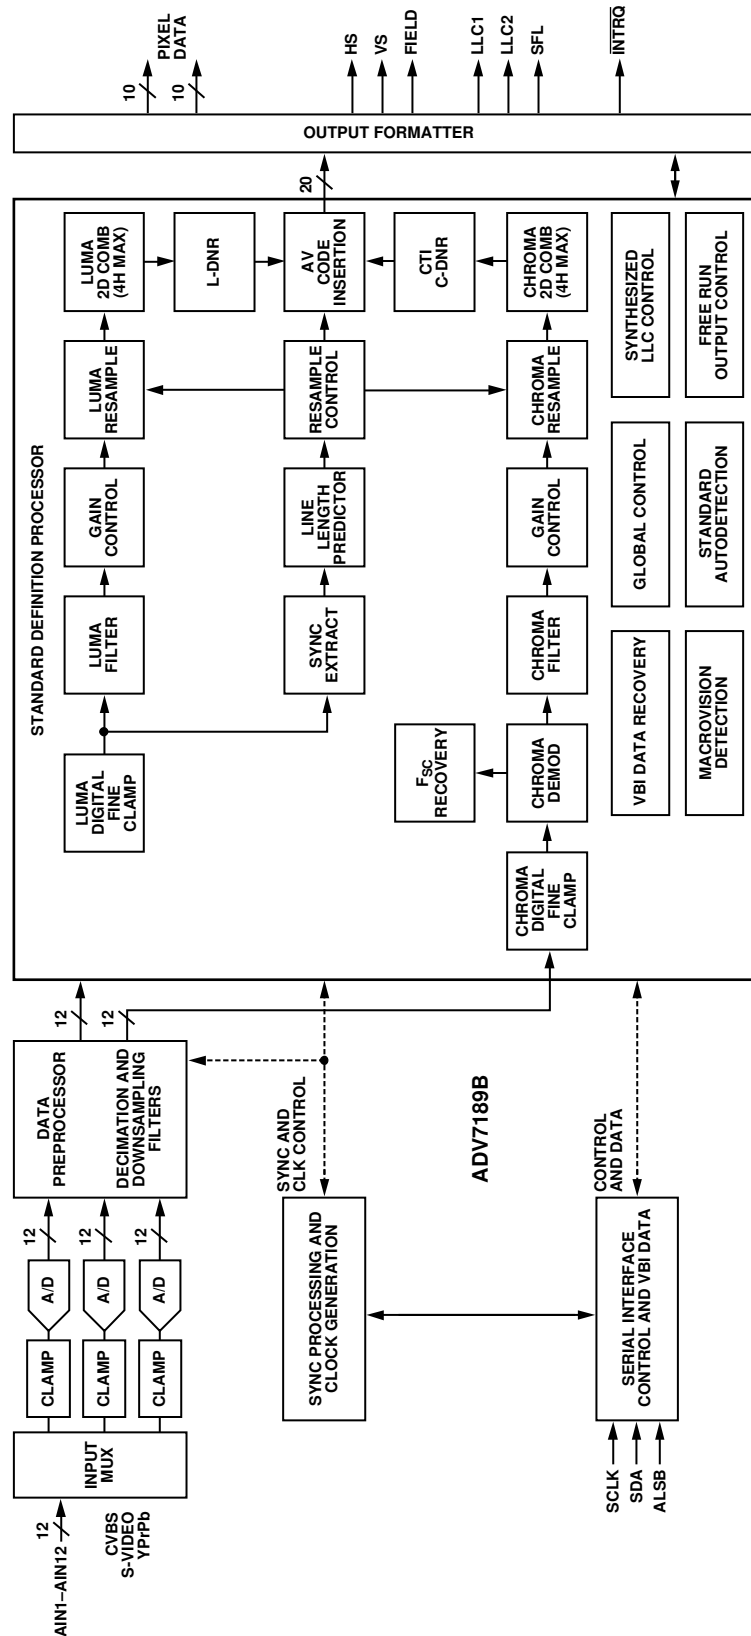 AIN1–AIN12
12
CVBS
S-VIDEO
YPrPb
INPUT
MUX
CLAMP
A/D
12
CLAMP
A/D
12
CLAMP
A/D
12
DATA
PREPROCESSOR
DECIMATION AND
DOWNSAMPLING
FILTERS
12
12
STANDARD DEFINITION PROCESSOR
LUMA
DIGITAL
FINE
CLAMP
LUMA
FILTER
GAIN
CONTROL
LUMA
RESAMPLE
LUMA
2D COMB
(4H MAX)
L-DNR
SYNC
EXTRACT
LINE
LENGTH
PREDICTOR
RESAMPLE
CONTROL
AV
CODE
INSERTION
20
FSC
RECOVERY
CTI
C-DNR
CHROMA
DIGITAL
FINE
CLAMP
CHROMA
DEMOD
CHROMA
FILTER
GAIN
CONTROL
CHROMA
RESAMPLE
CHROMA
2D COMB
(4H MAX)
VBI DATA RECOVERY
GLOBAL CONTROL
SYNTHESIZED
LLC CONTROL
MACROVISION
DETECTION
STANDARD
AUTODETECTION
FREE RUN
OUTPUT CONTROL
OUTPUT FORMATTER
10
10
PIXEL
DATA
HS
VS
FIELD
LLC1
LLC2
SFL
INTRQ
SYNC PROCESSING AND
CLOCK GENERATION
SYNC AND
CLK CONTROL
ADV7189B
SCLK
SDA
ALSB
SERIAL INTERFACE
CONTROL AND VBI DATA
CONTROL
AND DATA